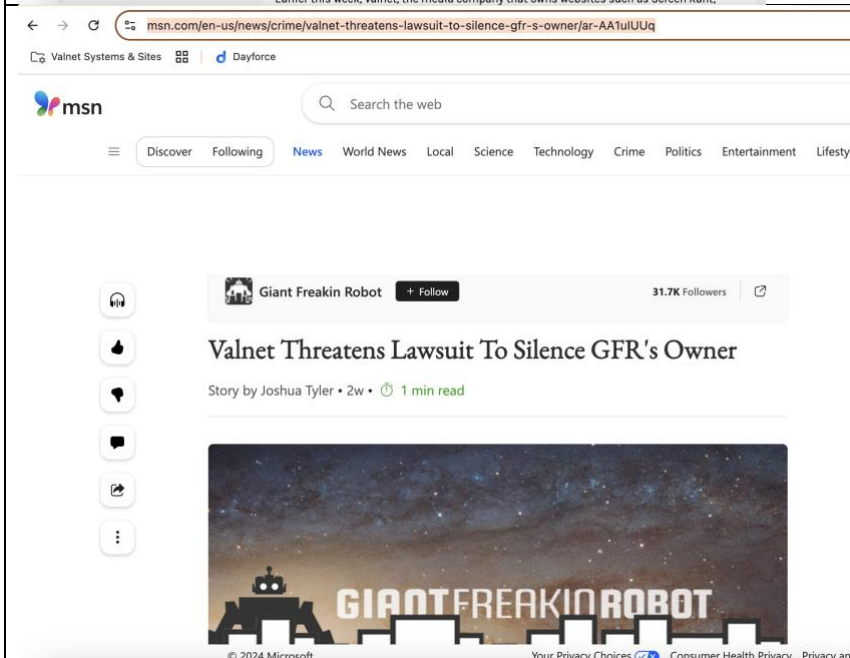 Earlier this week, Valnet, the media company that owns websites such as Screen Rant,
msn.com/en-us/news/crime/valnet-threatens-lawsuit-to-silence-gfr-s-owner/ar-AA1uIUUq
Valnet Systems & Sites
Dayforce
msn
Search the web
Discover Following News World News Local Science Technology Crime Politics Entertainment Lifesty
Giant Freakin Robot + Follow 31.7K Followers
Valnet Threatens Lawsuit To Silence GFR's Owner
Story by Joshua Tyler • 2w • 1 min read
GIANT FREAKIN ROBOT
© 2024 Microsoft Your Privacy Choices Consumer Health Privacy Privacy an